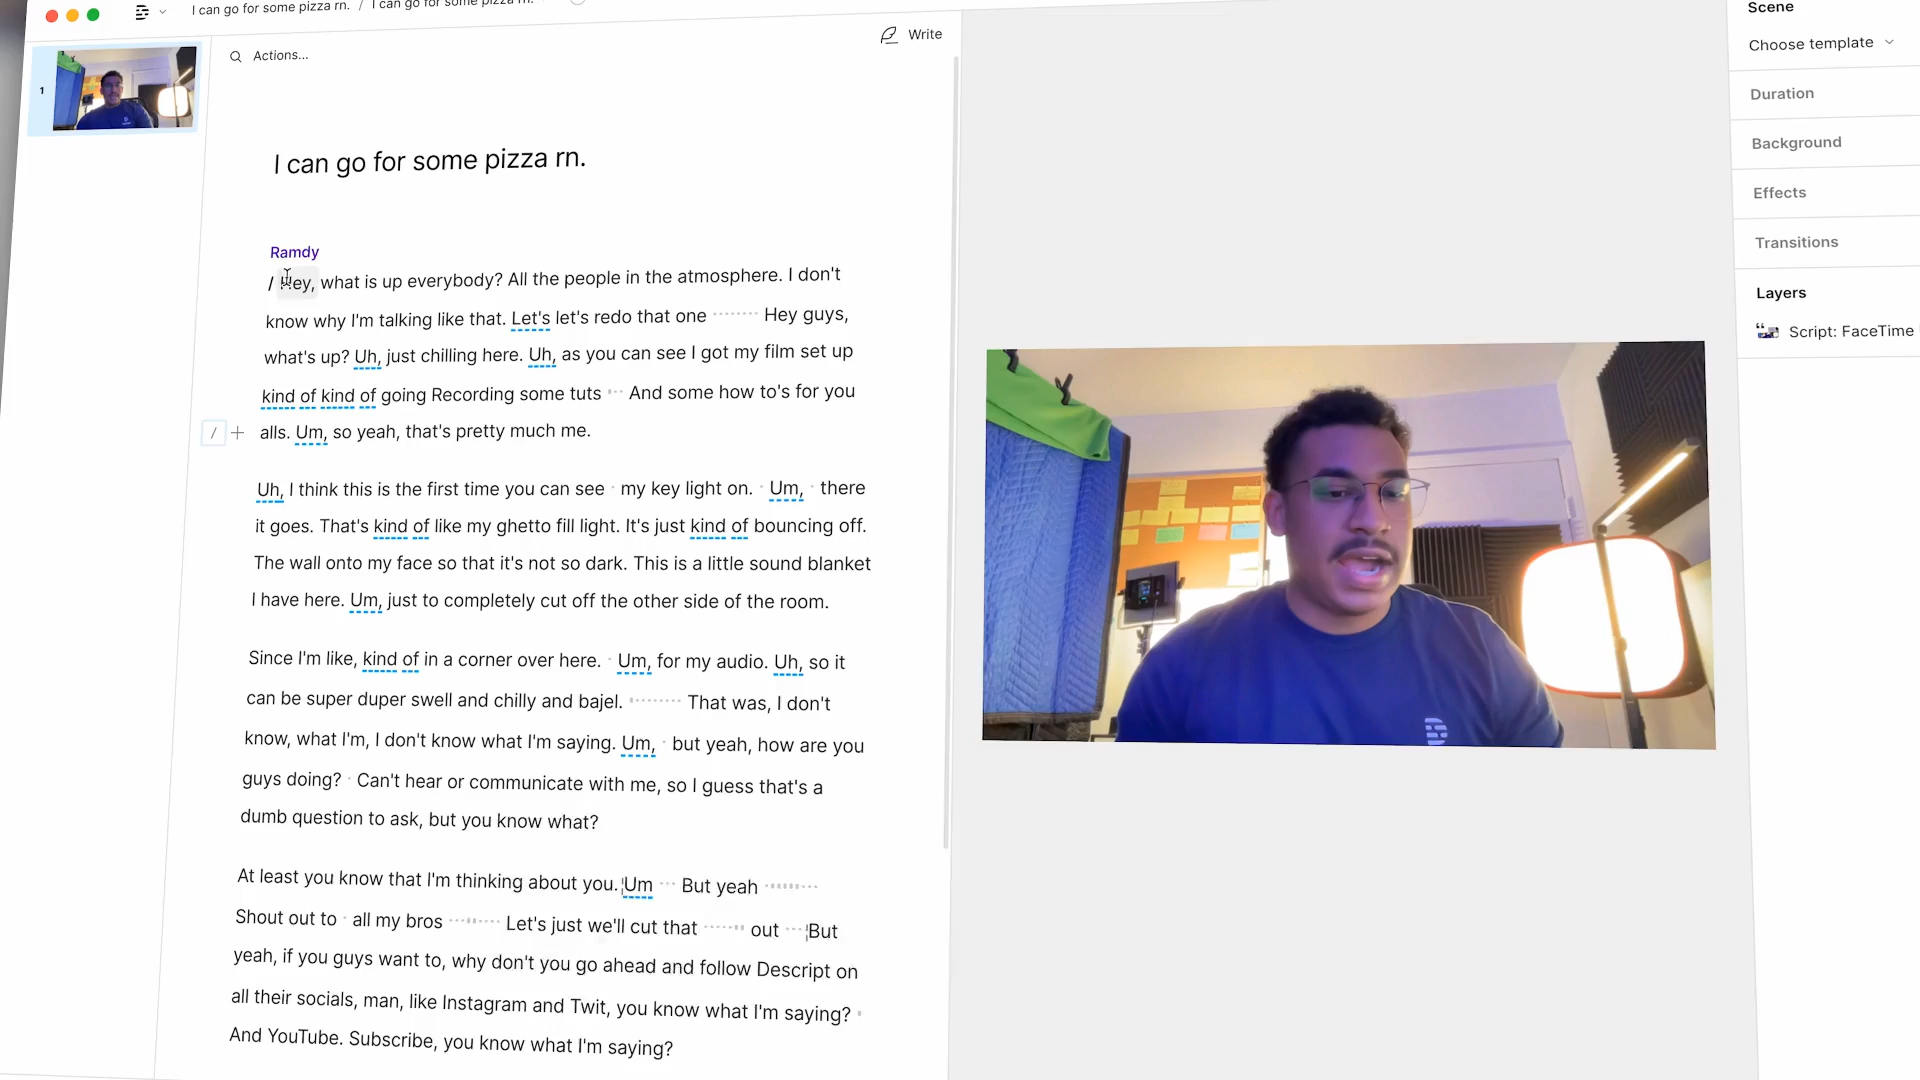 I can go for some pizza rn. / I can go for some pizza rn.
Write
Actions...
1
I can go for some pizza rn.
Ramdy
/ Hey, what is up everybody? All the people in the atmosphere. I don't
know why I'm talking like that. Let's let's redo that one Hey guys,
what's up? Uh, just chilling here. Uh, as you can see I got my film set up
kind of kind of going Recording some tuts And some how to's for you
/ + alls. Um, so yeah, that's pretty much me.
Uh, I think this is the first time you can see my key light on. Um, there
it goes. That's kind of like my ghetto fill light. It's just kind of bouncing off.
The wall onto my face so that it's not so dark. This is a little sound blanket
I have here. Um, just to completely cut off the other side of the room.
Since I'm like, kind of in a corner over here. Um, for my audio. Uh, so it
can be super duper swell and chilly and bajel. That was, I don't
know, what I'm, I don't know what I'm saying. Um, but yeah, how are you
guys doing? Can't hear or communicate with me, so I guess that's a
dumb question to ask, but you know what?
At least you know that I'm thinking about you. Um But yeah
Shout out to all my bros Let's just we'll cut that out But
yeah, if you guys want to, why don't you go ahead and follow Descript on
all their socials, man, like Instagram and Twit, you know what I'm saying?
And YouTube. Subscribe, you know what I'm saying?
Scene
Choose template
Duration
Background
Effects
Transitions
Layers
Script: FaceTime